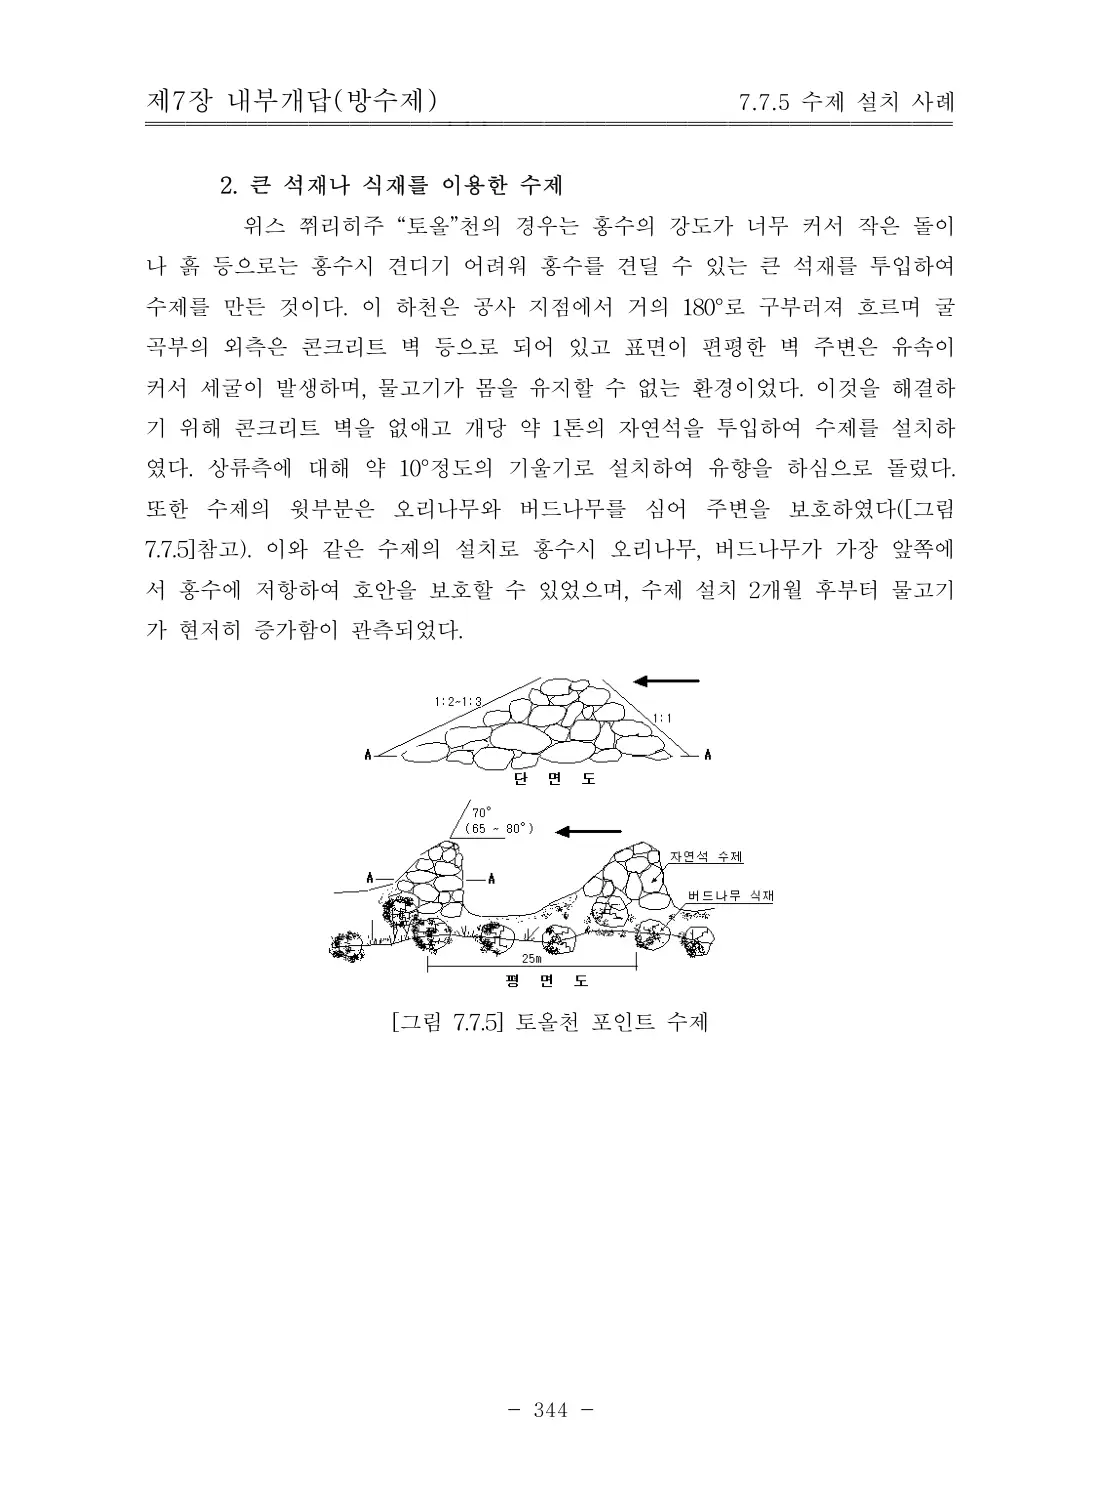 제7장 내부개답(방수제)
7.7.5 수제 설치 사례
2. 큰 석재나 식재를 이용한 수제
위스 쮜리히주 “토올”천의 경우는 홍수의 강도가 너무 커서 작은 돌이
나 흙 등으로는 홍수시 견디기 어려워 홍수를 견딜 수 있는 큰 석재를 투입하여
수제를 만든 것이다. 이 하천은 공사 지점에서 거의 180°로 구부러져 흐르며 굴
곡부의 외측은 콘크리트 벽 등으로 되어 있고 표면이 편평한 벽 주변은 유속이
커서 세굴이 발생하며, 물고기가 몸을 유지할 수 없는 환경이었다. 이것을 해결하
기 위해 콘크리트 벽을 없애고 개당 약 1톤의 자연석을 투입하여 수제를 설치하
였다. 상류측에 대해 약 10°정도의 기울기로 설치하여 유향을 하심으로 돌렸다.
또한 수제의 윗부분은 오리나무와 버드나무를 심어 주변을 보호하였다([그림
7.7.5]참고). 이와 같은 수제의 설치로 홍수시 오리나무, 버드나무가 가장 앞쪽에
서 홍수에 저항하여 호안을 보호할 수 있었으며, 수제 설치 2개월 후부터 물고기
가 현저히 증가함이 관측되었다.
1:2~1:3
1:1
A A
단 면 도
70°
(65 ~ 80°)
자연석 수제
A A
버드나무 식재
25m
평 면 도
[그림 7.7.5] 토올천 포인트 수제
- 344 -